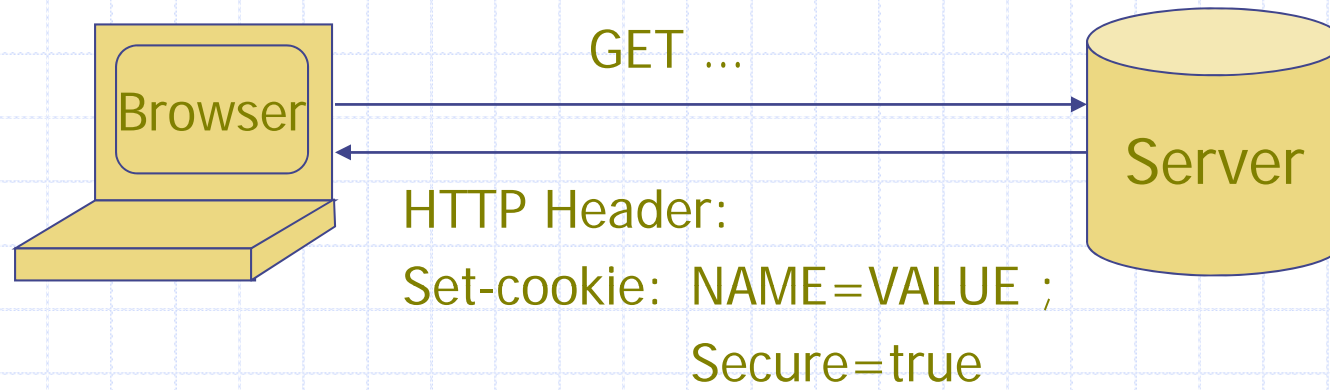 GET ...
Browser
Server
HTTP Header:
Set-cookie: NAME=VALUE ;
Secure=true